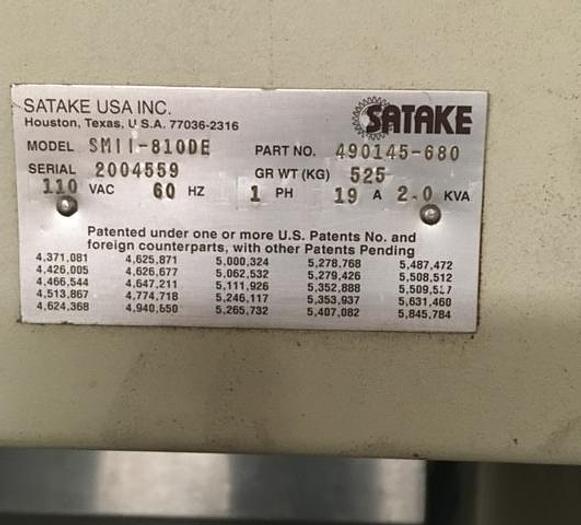 SATAKE USA INC.
Houston, Texas, U S.A. 77036-2316
SATAKE
MODEL SMII-810DE PART NO. 490145-680
SERIAL 2004559 GR WT (KG) 525
110 VAC 60 HZ 1 PH 19 A 2.0 KVA
Patented under one or more U.S. Patents No. and
foreign counterparts, with other Patents Pending
4,371,081 4,625,871 5,000,324 5,278,768 5,487,472
4,426,005 4,626,677 5,062,532 5,279,426 5,508,512
4,466,544 4,647,211 5,111,926 5,352,888 5,509,537
4,513,867 4,774,718 5,246,117 5,353,937 5,631,460
4,624,368 4,940,850 5,265,732 5,407,082 5,845,784